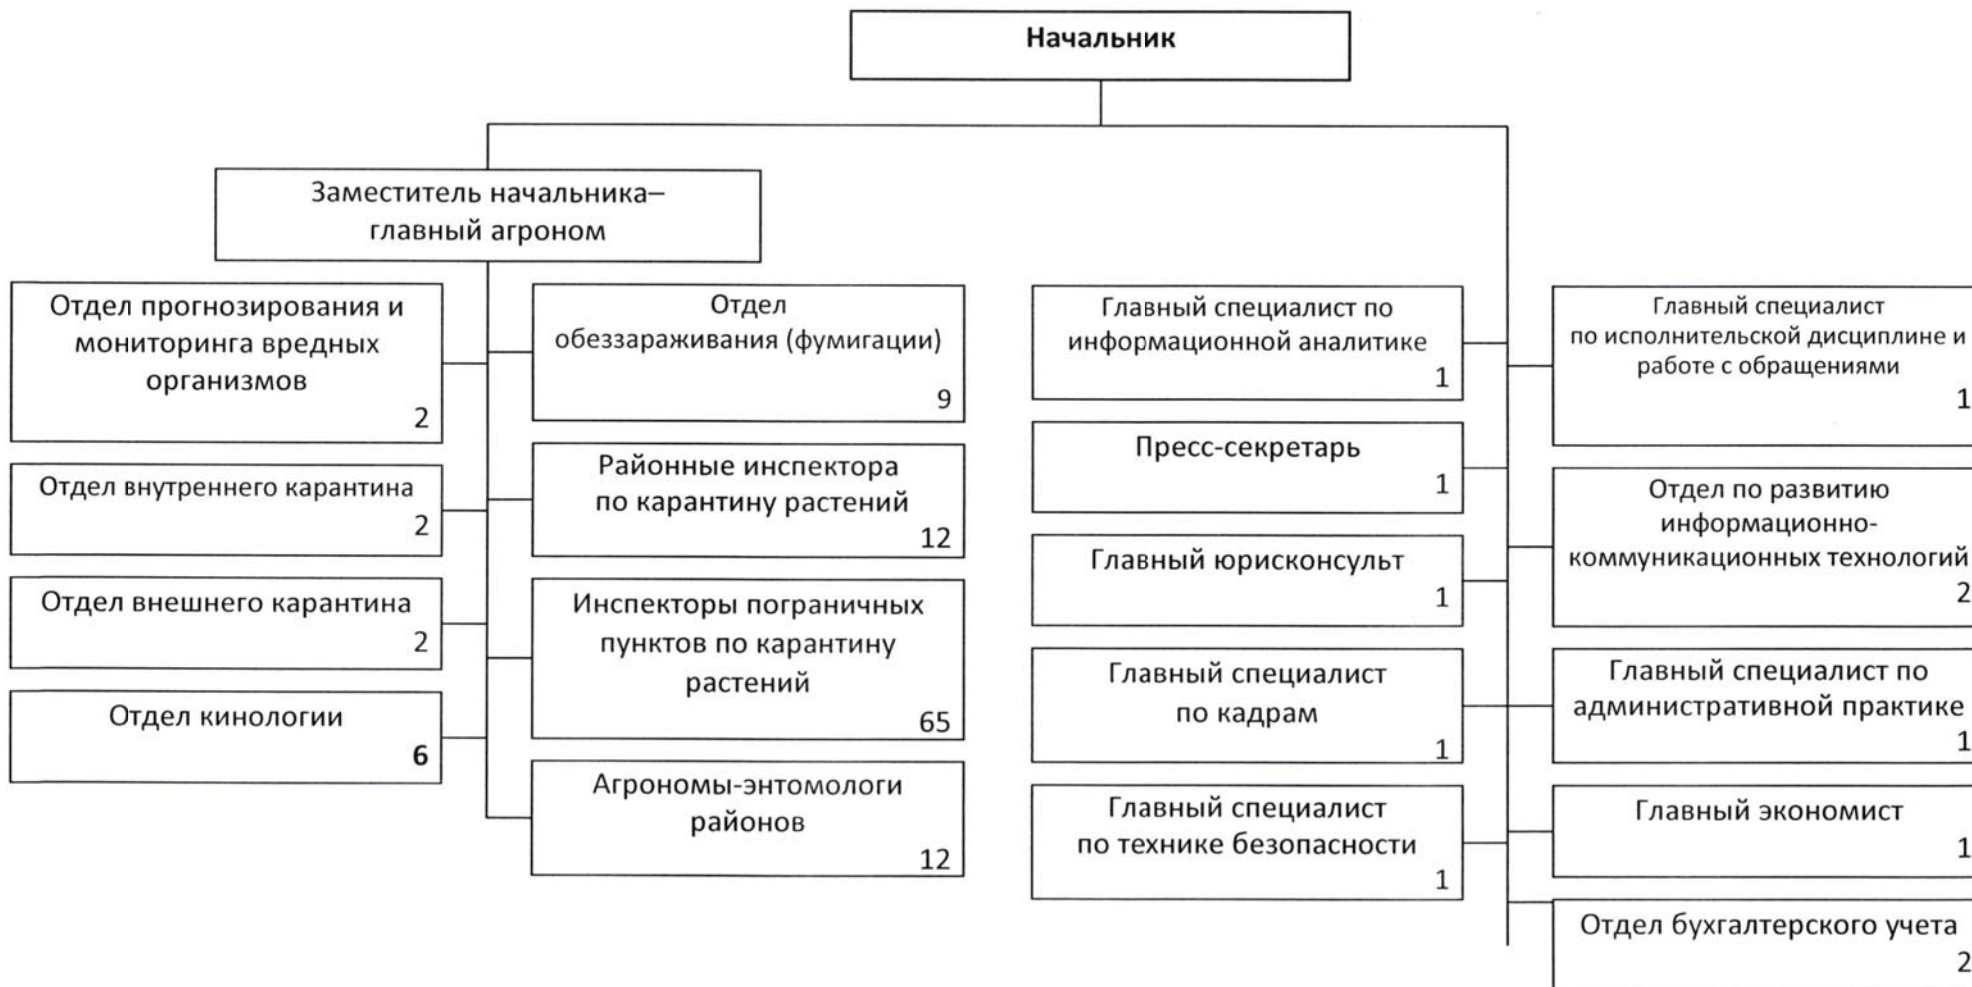 Начальник
Заместитель начальника–
главный агроном
Отдел прогнозирования и
мониторинга вредных
организмов
2
Отдел внутреннего карантина
2
Отдел внешнего карантина
2
Отдел кинологии
6
Отдел
обеззараживания (фумигации)
9
Районные инспектора
по карантину растений
12
Инспекторы пограничных
пунктов по карантину
растений
65
Агрономы-энтомологи
районов
12
Главный специалист по
информационной аналитике
1
Пресс-секретарь
1
Главный юрисконсульт
1
Главный специалист
по кадрам
1
Главный специалист
по технике безопасности
1
Главный специалист
по исполнительской дисциплине и
работе с обращениями
1
Отдел по развитию
информационно-
коммуникационных технологий
2
Главный специалист по
административной практике
1
Главный экономист
1
Отдел бухгалтерского учета
2